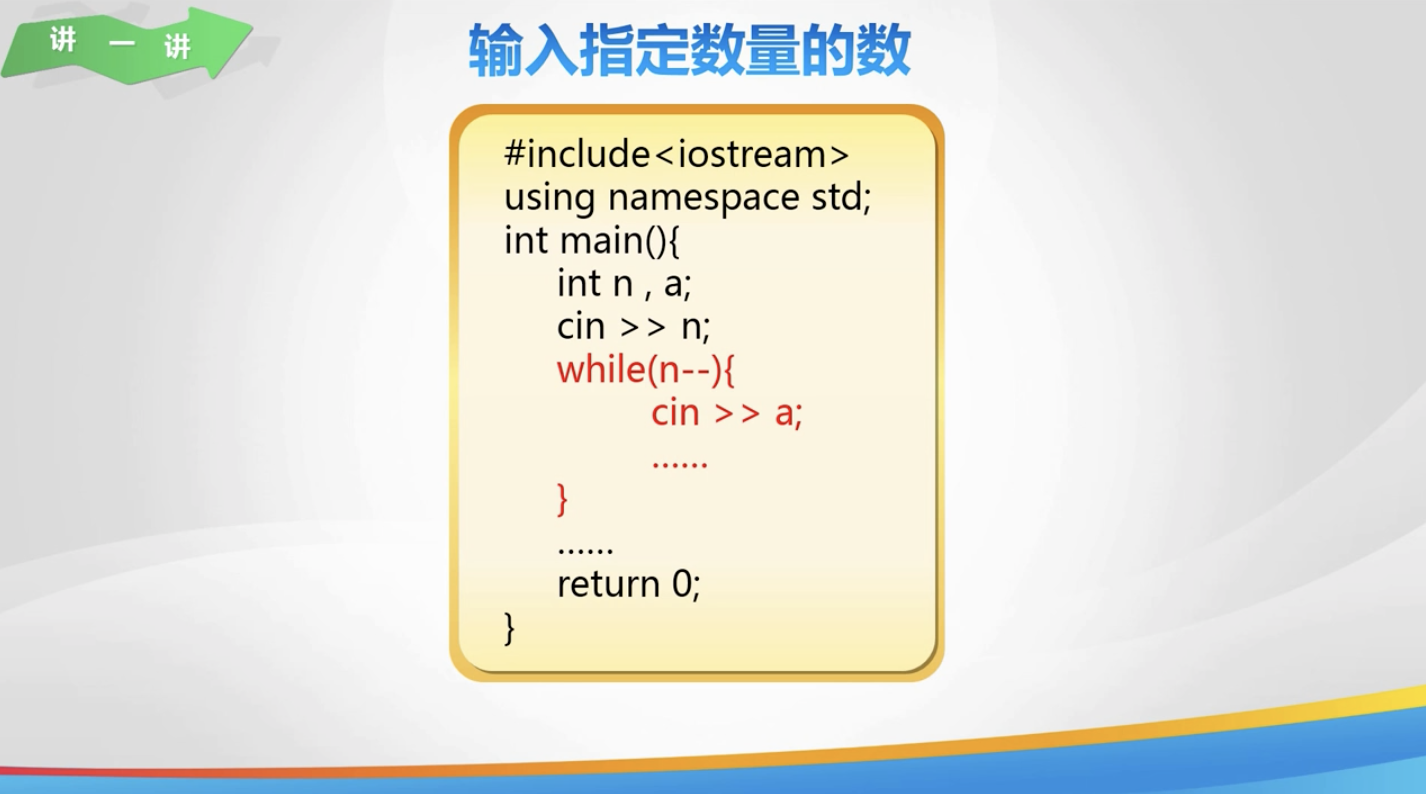 讲一讲
输入指定数量的数
#include<iostream>
using namespace std;
int main(){
int n , a;
cin >> n;
while(n--){
cin >> a;
......
}
......
return 0;
}